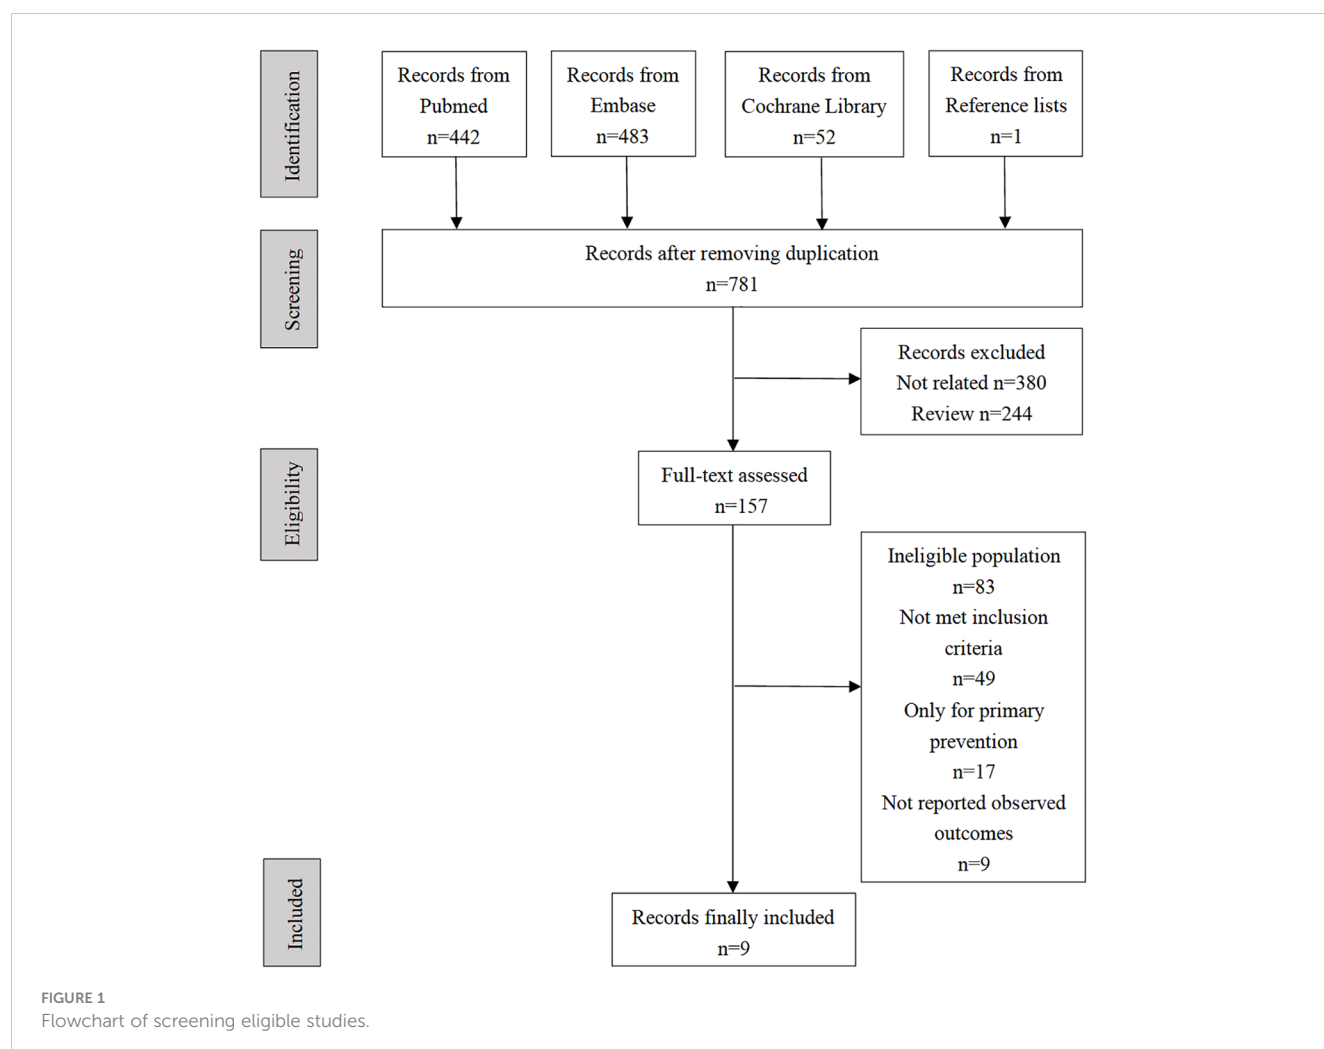 Identification
Records from
Pubmed
n=442
Records from
Embase
n=483
Records from
Cochrane Library
n=52
Records from
Reference lists
n=1
Screening
Records after removing duplication
n=781
Records excluded
Not related n=380
Review n=244
Eligibility
Full-text assessed
n=157
Ineligible population
n=83
Not met inclusion
criteria
n=49
Only for primary
prevention
n=17
Not reported observed
outcomes
n=9
Included
Records finally included
n=9
FIGURE 1
Flowchart of screening eligible studies.